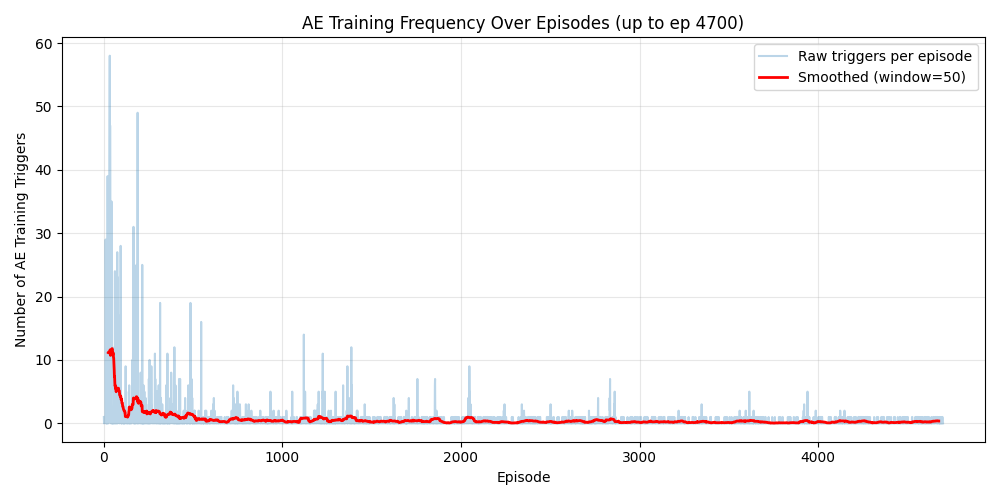 AE Training Frequency Over Episodes (up to ep 4700)
Raw triggers per episode
Smoothed (window=50)
Number of AE Training Triggers
60
50
40
30
20
10
0
0 1000 2000 3000 4000
Episode